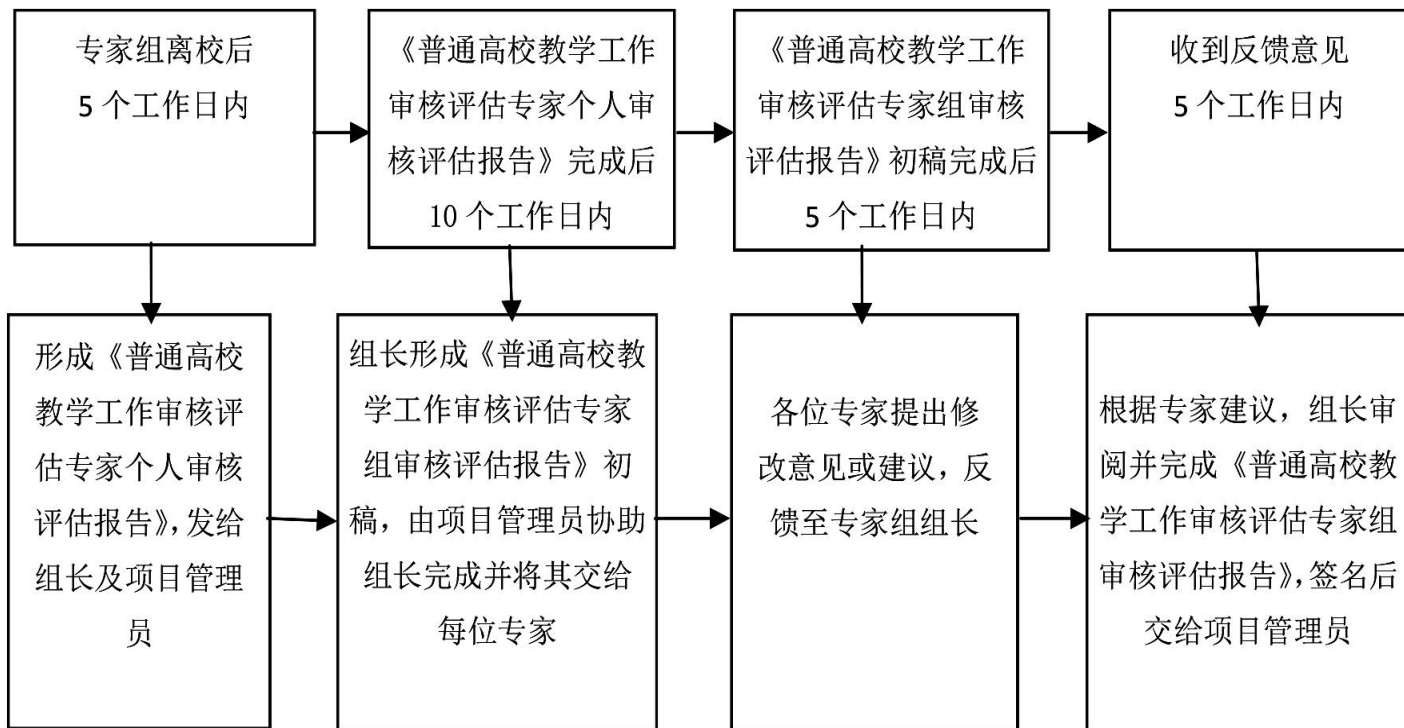 专家组离校后
5 个工作日内
《普通高校教学工作
审核评估专家个人审
核评估报告》完成后
10 个工作日内
《普通高校教学工作
审核评估专家组审核
评估报告》初稿完成后
5 个工作日内
收到反馈意见
5 个工作日内
形成《普通高校
教学工作审核评
估专家个人审核
评估报告》，发给
组长及项目管理
员
组长形成《普通高校教
学工作审核评估专家
组审核评估报告》初
稿，由项目管理员协助
组长完成并将其交给
每位专家
各位专家提出修
改意见或建议，反
馈至专家组组长
根据专家建议，组长审
阅并完成《普通高校教
学工作审核评估专家组
审核评估报告》，签名后
交给项目管理员